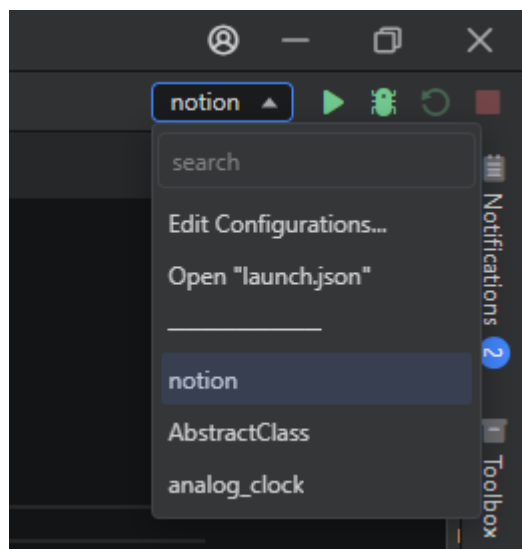 notion
search
Edit Configurations...
Open "launch.json"
notion
AbstractClass
analog_clock
Notifications
2
Toolbox